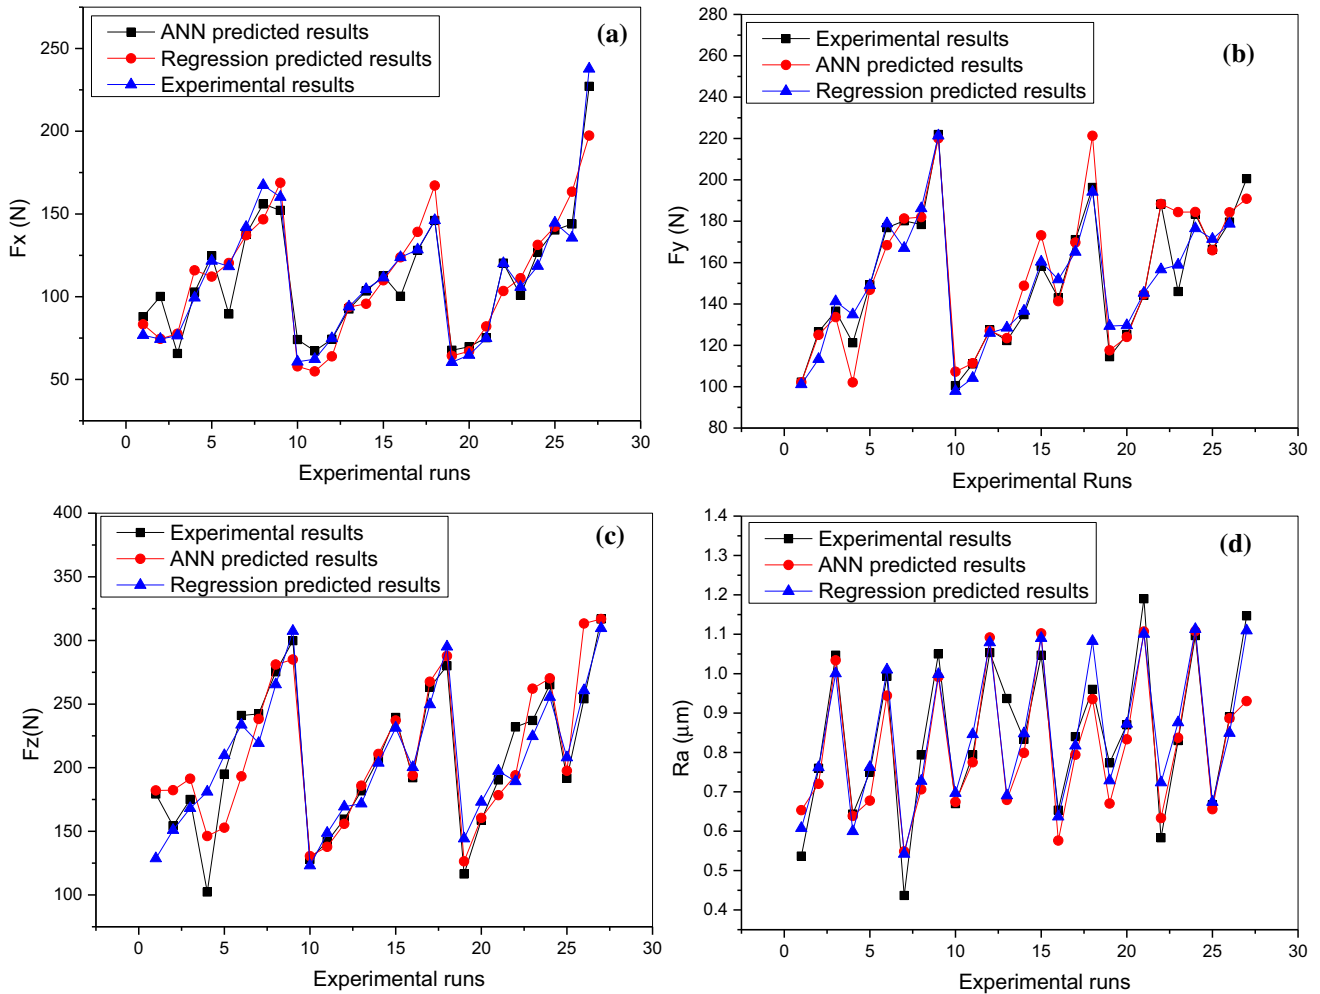 ANN predicted results
Regression predicted results
Experimental results
(a)
250
200
150
100
50
Fx (N)
0 5 10 15 20 25 30
Experimental runs
Experimental results
ANN predicted results
Regression predicted results
(b)
280
260
240
220
200
180
160
140
120
100
80
Fy (N)
0 5 10 15 20 25 30
Experimental Runs
Experimental results
ANN predicted results
Regression predicted results
(c)
400
350
300
250
200
150
100
Fz(N)
0 5 10 15 20 25 30
Experimental runs
Experimental results
ANN predicted results
Regression predicted results
(d)
1.4
1.3
1.2
1.1
1.0
0.9
0.8
0.7
0.6
0.5
0.4
Ra (µm)
0 5 10 15 20 25 30
Experimental runs